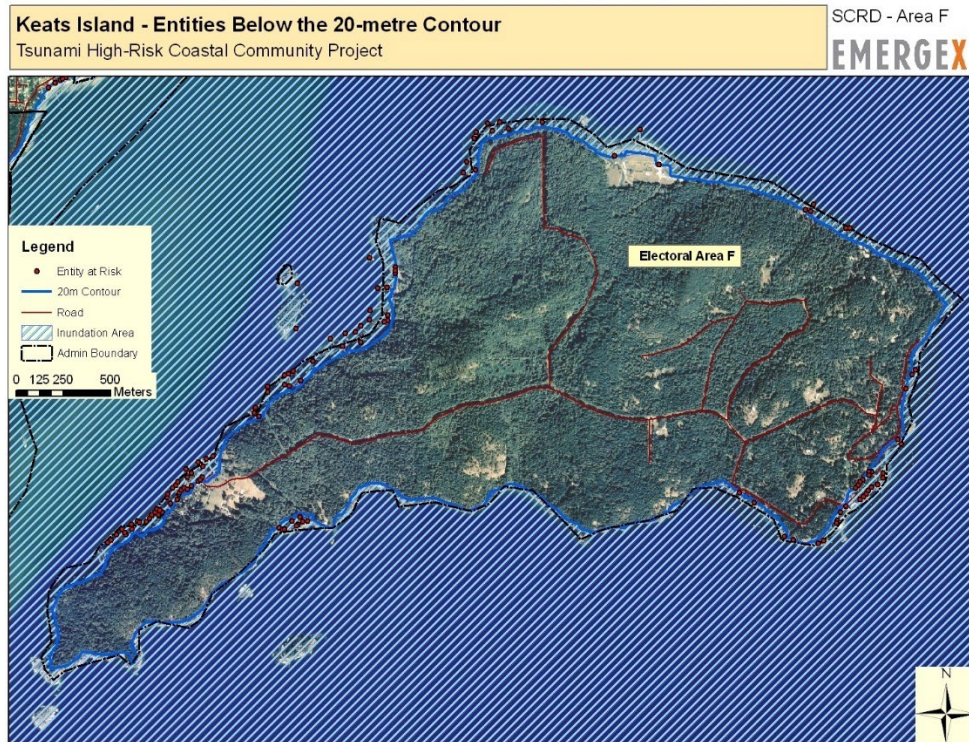 Keats Island - Entities Below the 20-metre Contour
Tsunami High-Risk Coastal Community Project
SCRD - Area F
EMERGEX
Electoral Area F
Legend
Entity at Risk
20m Contour
Road
Inundation Area
Admin Boundary
0 125 250 500
Meters
N